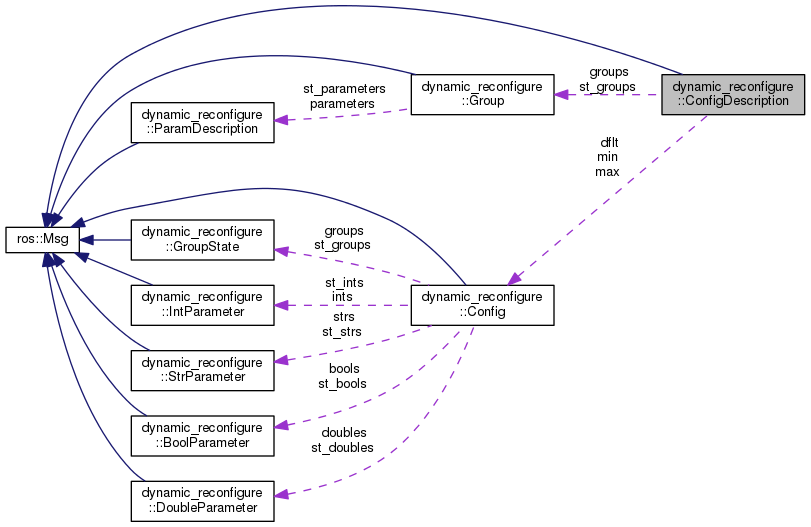 groups
st_groups
dynamic_reconfigure
::ConfigDescription
dynamic_reconfigure
::Group
st_parameters
parameters
dynamic_reconfigure
::ParamDescription
dflt
min
max
ros::Msg
dynamic_reconfigure
::GroupState
groups
st_groups
dynamic_reconfigure
::IntParameter
st_ints
ints
dynamic_reconfigure
::Config
strs
st_strs
dynamic_reconfigure
::StrParameter
bools
st_bools
dynamic_reconfigure
::BoolParameter
doubles
st_doubles
dynamic_reconfigure
::DoubleParameter